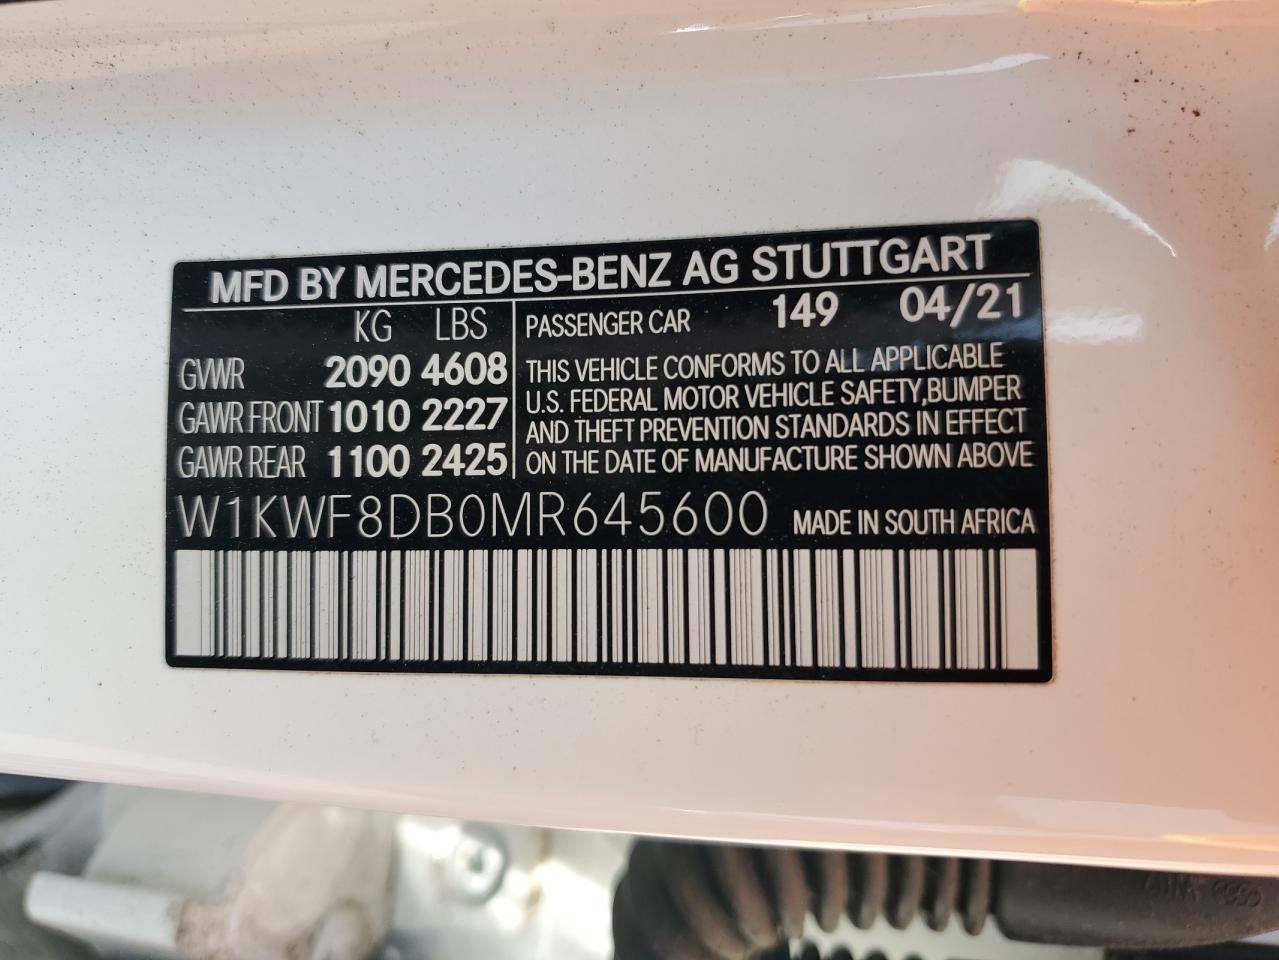 MFD BY MERCEDES-BENZ AG STUTTGART
KG LBS
GVWR 2090 4608
GAWR FRONT 1010 2227
GAWR REAR 1100 2425
PASSENGER CAR 149 04/21
THIS VEHICLE CONFORMS TO ALL APPLICABLE
U.S. FEDERAL MOTOR VEHICLE SAFETY,BUMPER
AND THEFT PREVENTION STANDARDS IN EFFECT
ON THE DATE OF MANUFACTURE SHOWN ABOVE
W1KWF8DB0MR645600 MADE IN SOUTH AFRICA